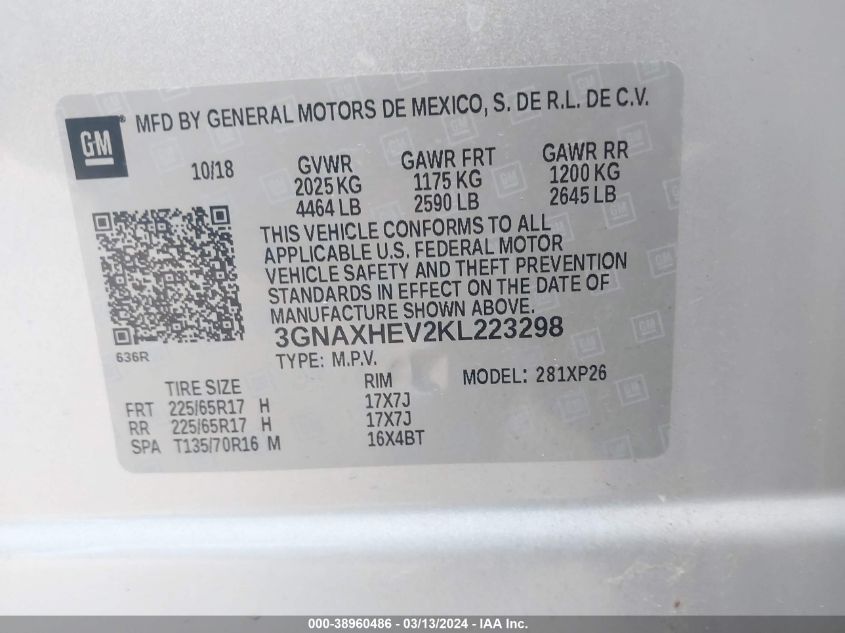 GM
MFD BY GENERAL MOTORS DE MEXICO, S. DE R.L. DE C.V.
10/18
GVWR GAWR FRT GAWR RR
2025 KG 1175 KG 1200 KG
4464 LB 2590 LB 2645 LB
THIS VEHICLE CONFORMS TO ALL
APPLICABLE U.S. FEDERAL MOTOR
VEHICLE SAFETY AND THEFT PREVENTION
STANDARDS IN EFFECT ON THE DATE OF
MANUFACTURE SHOWN ABOVE.
3GNAXHEV2KL223298
636R
TYPE: M.P.V.
MODEL: 281XP26
TIRE SIZE RIM
FRT 225/65R17 H 17X7J
RR 225/65R17 H 17X7J
SPA T135/70R16 M 16X4BT
000-38960486 - 03/13/2024 - IAA Inc.